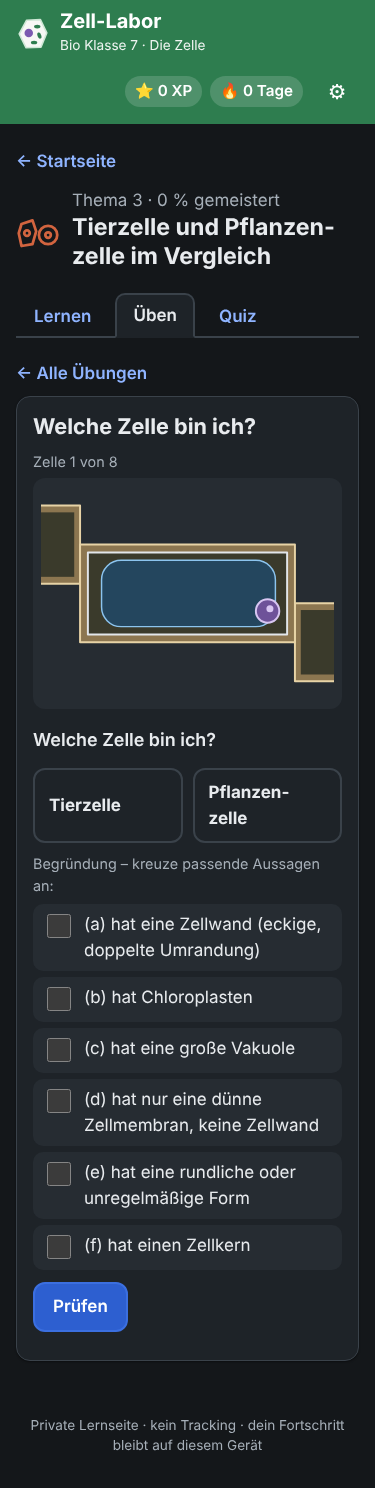 Zell-Labor
Bio Klasse 7 · Die Zelle
⭐ 0 XP
🔥 0 Tage
⚙
← Startseite
Thema 3 · 0 % gemeistert
Tierzelle und Pflanzen-
zelle im Vergleich
Lernen
Üben
Quiz
← Alle Übungen
Welche Zelle bin ich?
Zelle 1 von 8
Welche Zelle bin ich?
Tierzelle
Pflanzen-
zelle
Begründung – kreuze passende Aussagen
an:
(a) hat eine Zellwand (eckige,
doppelte Umrandung)
(b) hat Chloroplasten
(c) hat eine große Vakuole
(d) hat nur eine dünne
Zellmembran, keine Zellwand
(e) hat eine rundliche oder
unregelmäßige Form
(f) hat einen Zellkern
Prüfen
Private Lernseite · kein Tracking · dein Fortschritt
bleibt auf diesem Gerät